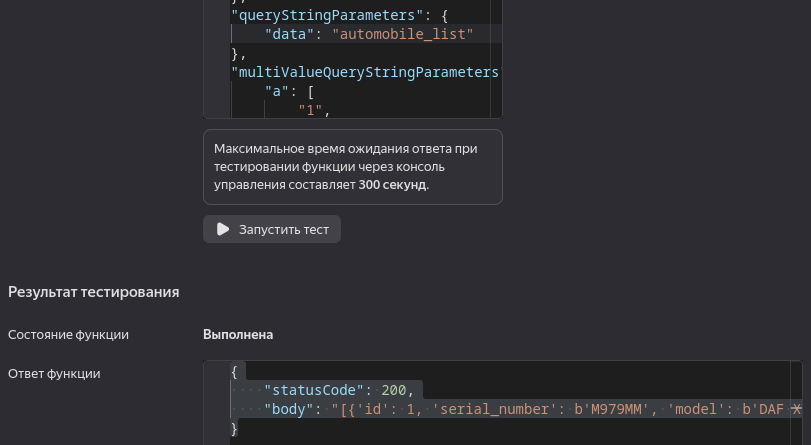 },
"queryStringParameters": {
"data": "automobile_list"
},
"multiValueQueryStringParameters
"a": [
"1",
Максимальное время ожидания ответа при
тестировании функции через консоль
управления составляет 300 секунд.
Запустить тест
Результат тестирования
Состояние функции
Выполнена
Ответ функции
{
"statusCode": 200,
"body": "[{'id': 1, 'serial_number': b'M979MM', 'model': b'DAF
}